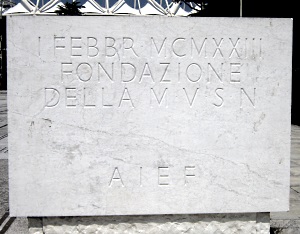 I FEBBR MCMXXIII
FONDAZIONE
DELLA M V S N
A I E F